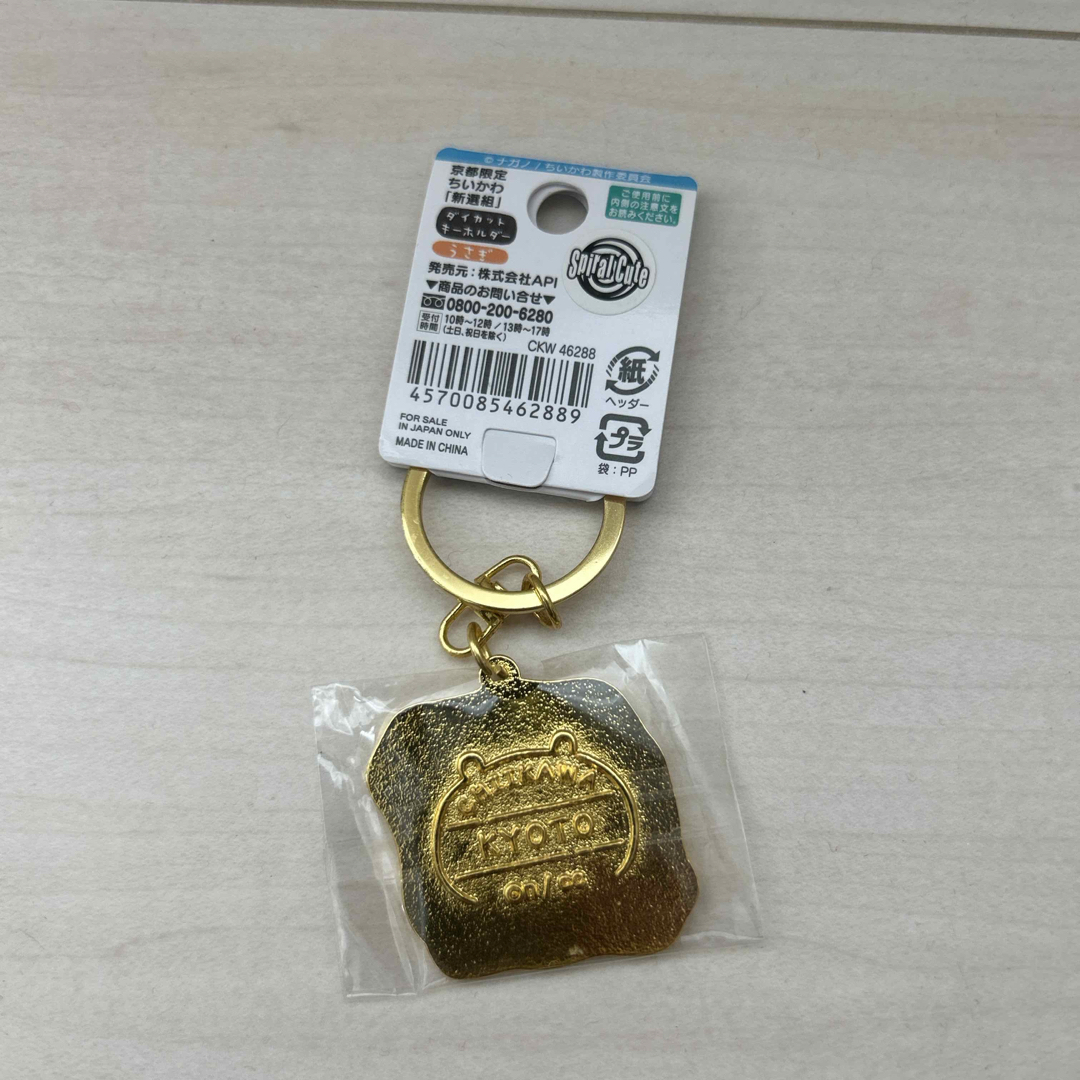 © ナガノ / ちいかわ製作委員会
京都限定
ちいかわ
「新選組」
ダイカット
キーホルダー
うさぎ
ご使用前に
内側の注意文を
お読みください。
Spiral Cute
発売元：株式会社API
▼商品のお問い合せ▼
0800-200-6280
受付
時間
10時～12時 / 13時～17時
(土日、祝日を除く)
CKW 46288
4570085462889
FOR SALE
IN JAPAN ONLY
MADE IN CHINA
紙
ヘッダー
プラ
袋：PP
CHIIKAWA
KYOTO